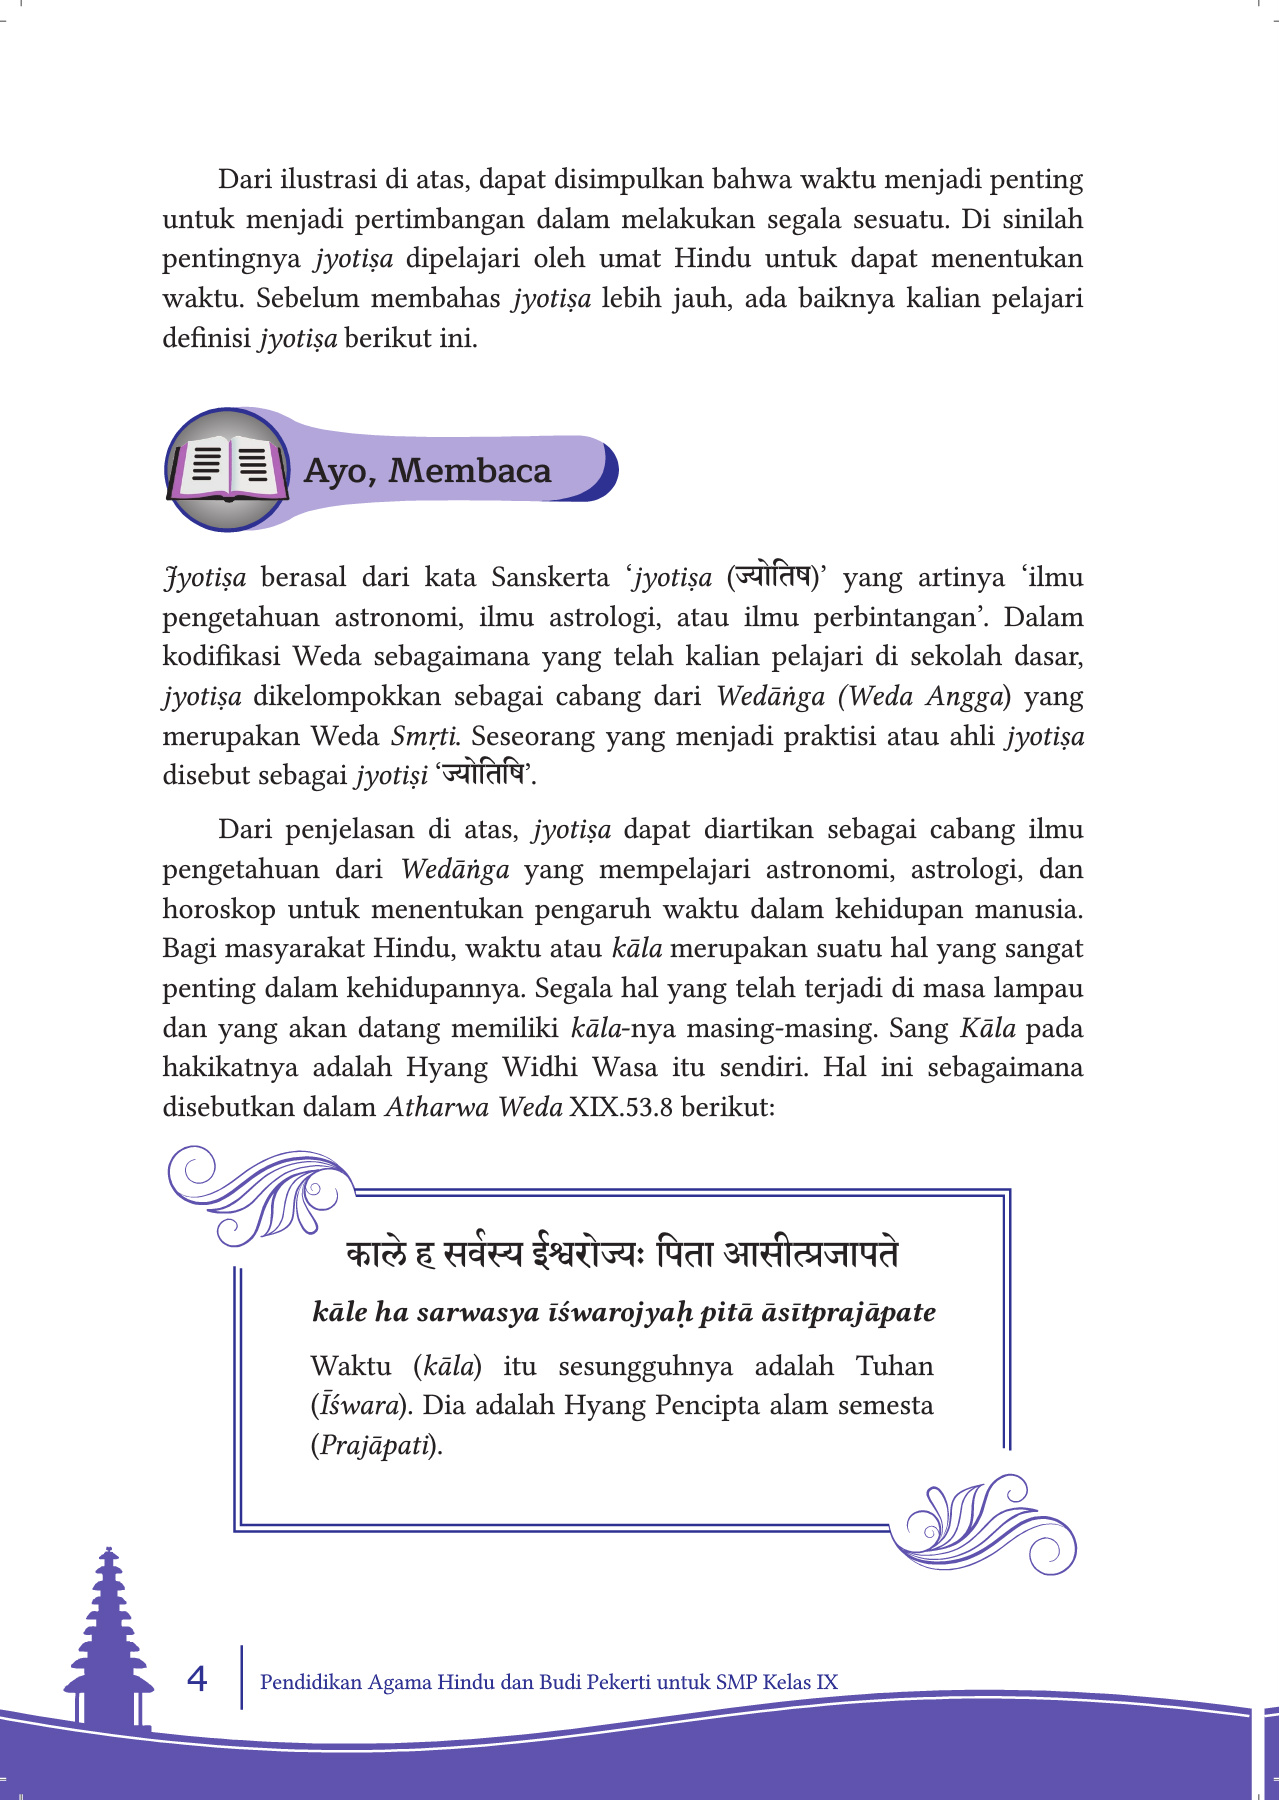 Dari ilustrasi di atas, dapat disimpulkan bahwa waktu menjadi penting
untuk menjadi pertimbangan dalam melakukan segala sesuatu. Di sinilah
pentingnya jyotiṣa dipelajari oleh umat Hindu untuk dapat menentukan
waktu. Sebelum membahas jyotiṣa lebih jauh, ada baiknya kalian pelajari
definisi jyotiṣa berikut ini.
Ayo, Membaca
Jyotiṣa berasal dari kata Sanskerta ‘jyotiṣa (ज्योतिष)’ yang artinya ‘ilmu
pengetahuan astronomi, ilmu astrologi, atau ilmu perbintangan’. Dalam
kodifikasi Weda sebagaimana yang telah kalian pelajari di sekolah dasar,
jyotiṣa dikelompokkan sebagai cabang dari Wedāṅga (Weda Angga) yang
merupakan Weda Smṛti. Seseorang yang menjadi praktisi atau ahli jyotiṣa
disebut sebagai jyotiṣi ‘ज्योतिषि’.
Dari penjelasan di atas, jyotiṣa dapat diartikan sebagai cabang ilmu
pengetahuan dari Wedāṅga yang mempelajari astronomi, astrologi, dan
horoskop untuk menentukan pengaruh waktu dalam kehidupan manusia.
Bagi masyarakat Hindu, waktu atau kāla merupakan suatu hal yang sangat
penting dalam kehidupannya. Segala hal yang telah terjadi di masa lampau
dan yang akan datang memiliki kāla-nya masing-masing. Sang Kāla pada
hakikatnya adalah Hyang Widhi Wasa itu sendiri. Hal ini sebagaimana
disebutkan dalam Atharwa Weda XIX.53.8 berikut:
काले ह सर्वस्य ईश्वरोज्यः पिता आसीत्प्रजापते
kāle ha sarwasya īśwarojyaḥ pitā āsītprajāpate
Waktu (kāla) itu sesungguhnya adalah Tuhan
(Īśwara). Dia adalah Hyang Pencipta alam semesta
(Prajāpati).
4
Pendidikan Agama Hindu dan Budi Pekerti untuk SMP Kelas IX